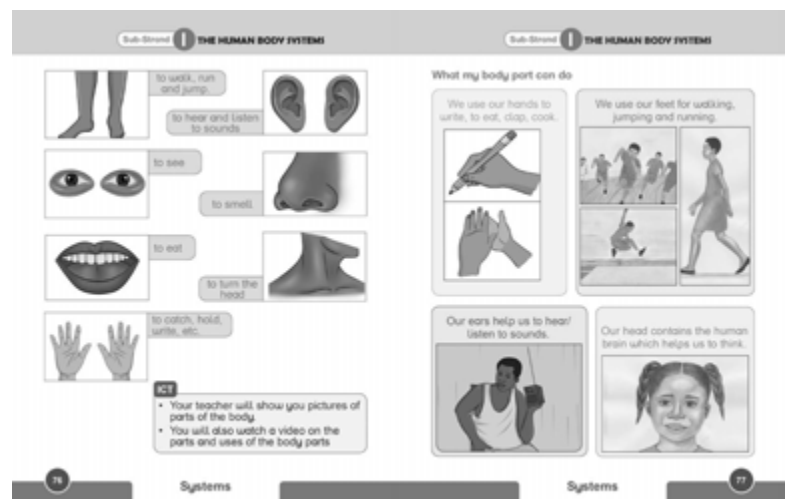 Sub-Strand 1 THE HUMAN BODY SYSTEMS
to walk, run
and jump.
to hear and listen
to sounds
to see
to smell
to eat
to turn the
head
to catch, hold,
write, etc.
ICT
• Your teacher will show you pictures of
parts of the body.
• You will also watch a video on the
parts and uses of the body parts
76
Systems
Sub-Strand 1 THE HUMAN BODY SYSTEMS
What my body part can do
We use our hands to
write, to eat, clap, cook.
We use our feet for walking,
jumping and running.
Our ears help us to hear/
listen to sounds.
Our head contains the human
brain which helps us to think.
Systems
77